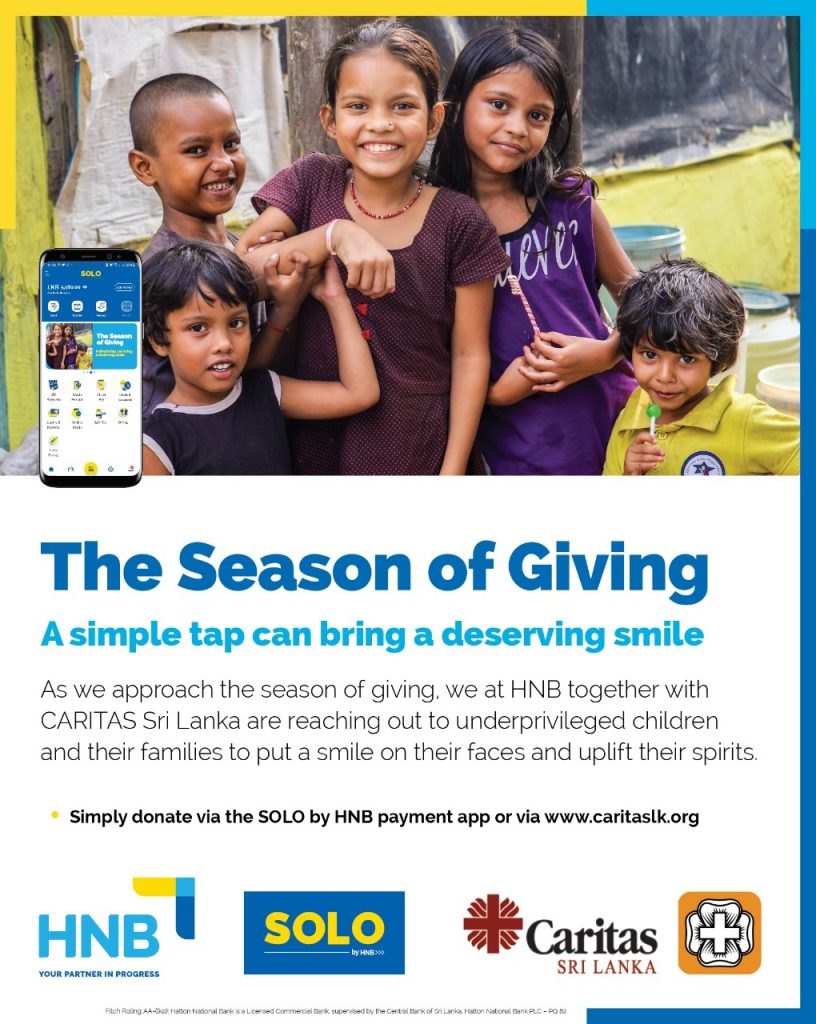 SOLO
The Season
of Giving
The Season of Giving
A simple tap can bring a deserving smile
As we approach the season of giving, we at HNB together with
CARITAS Sri Lanka are reaching out to underprivileged children
and their families to put a smile on their faces and uplift their spirits.
Simply donate via the SOLO by HNB payment app or via www.caritaslk.org
HNB
YOUR PARTNER IN PROGRESS
SOLO
by HNB>>>
Caritas
SRI LANKA
Hatton National Bank is a Licensed Commercial Bank supervised by the Central Bank of Sri Lanka. Hatton National Bank PLC – PQ 82